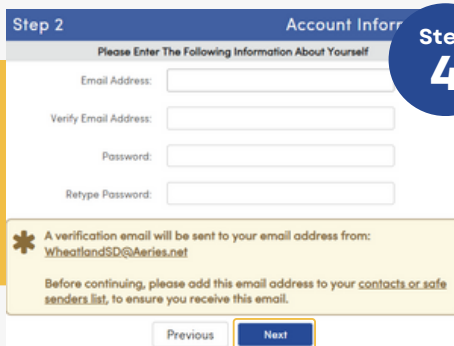 Step 2
Account Infor
Step
4
Please Enter The Following Information About Yourself
Email Address:
Verify Email Address:
Password:
Retype Password:
A verification email will be sent to your email address from:
WheatlandSD@Aeries.net
Before continuing, please add this email address to your contacts or safe
senders list, to ensure you receive this email.
Previous
Next